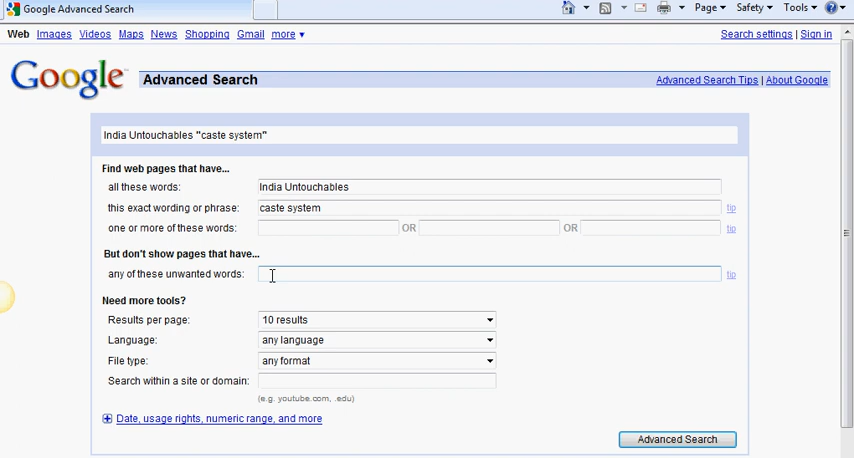 Google Advanced Search
Page Safety Tools
Web Images Videos Maps News Shopping Gmail more Search settings | Sign in
Google Advanced Search Advanced Search Tips | About Google
India Untouchables "caste system"
Find web pages that have...
all these words: India Untouchables
this exact wording or phrase: caste system tip
one or more of these words: OR OR tip
But don't show pages that have...
any of these unwanted words: tip
Need more tools?
Results per page: 10 results
Language: any language
File type: any format
Search within a site or domain:
(e.g. youtube.com, .edu)
Date, usage rights, numeric range, and more
Advanced Search